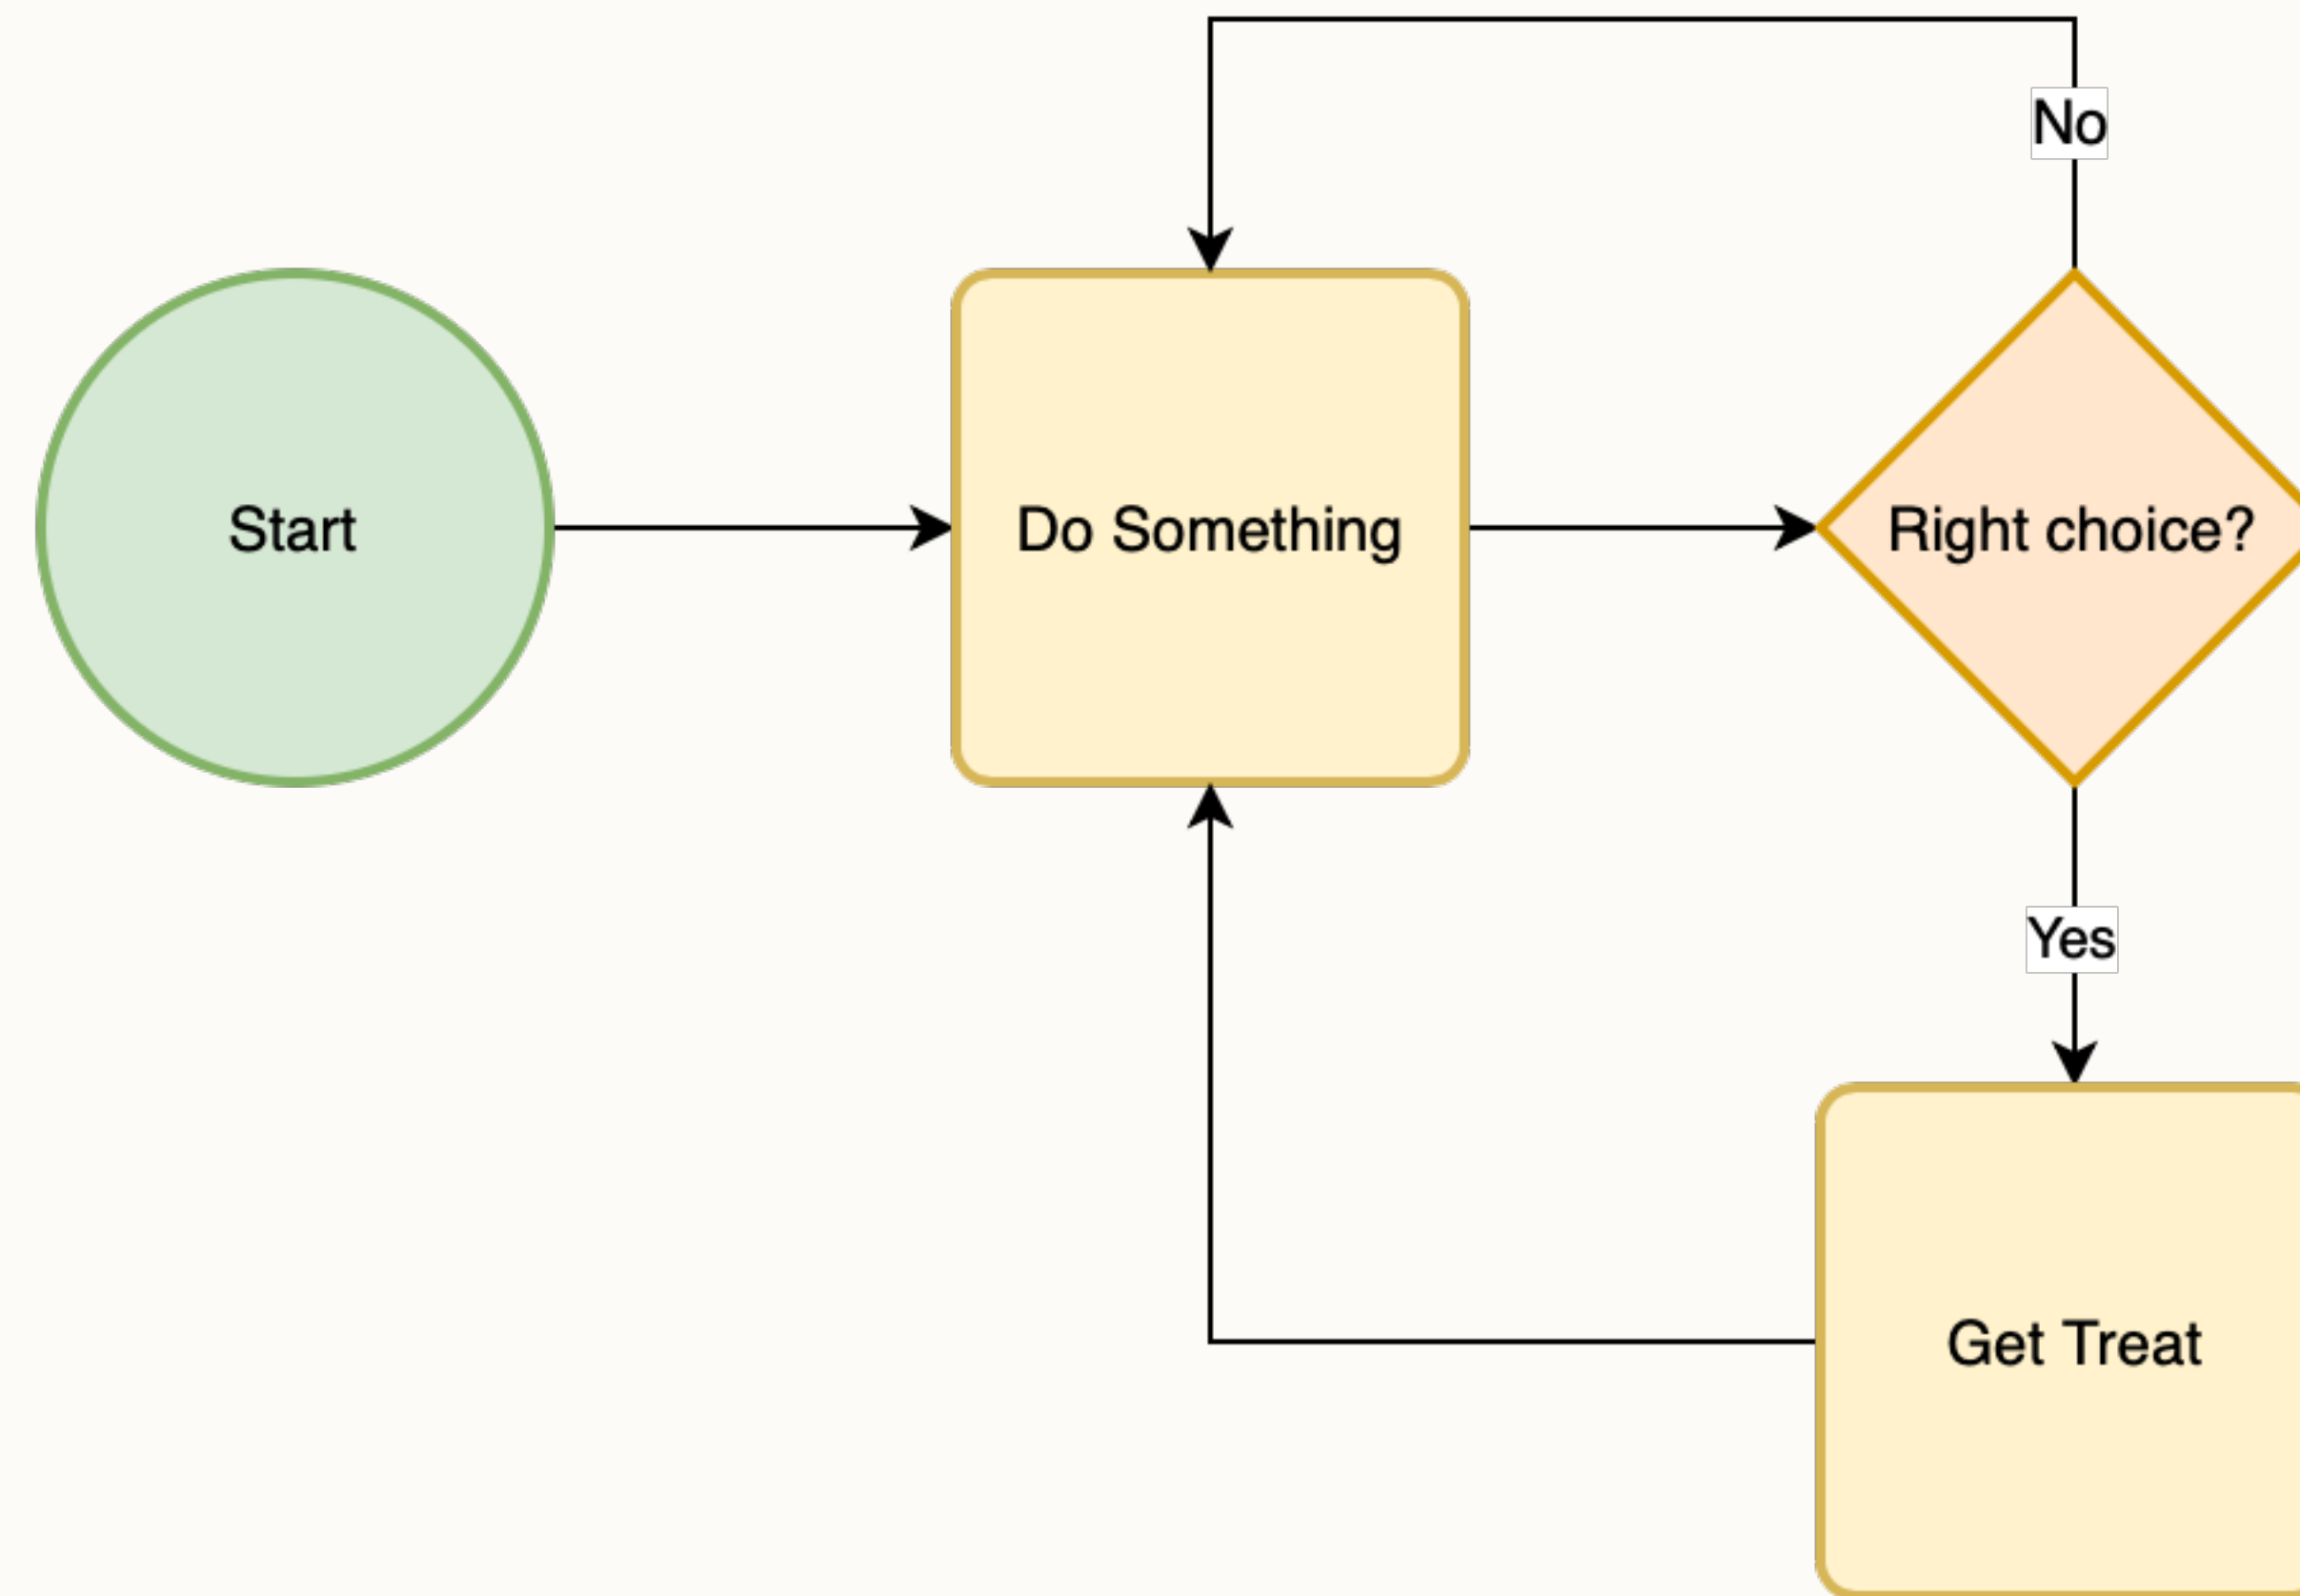 No
Start
Do Something
Right choice?
Yes
Get Treat